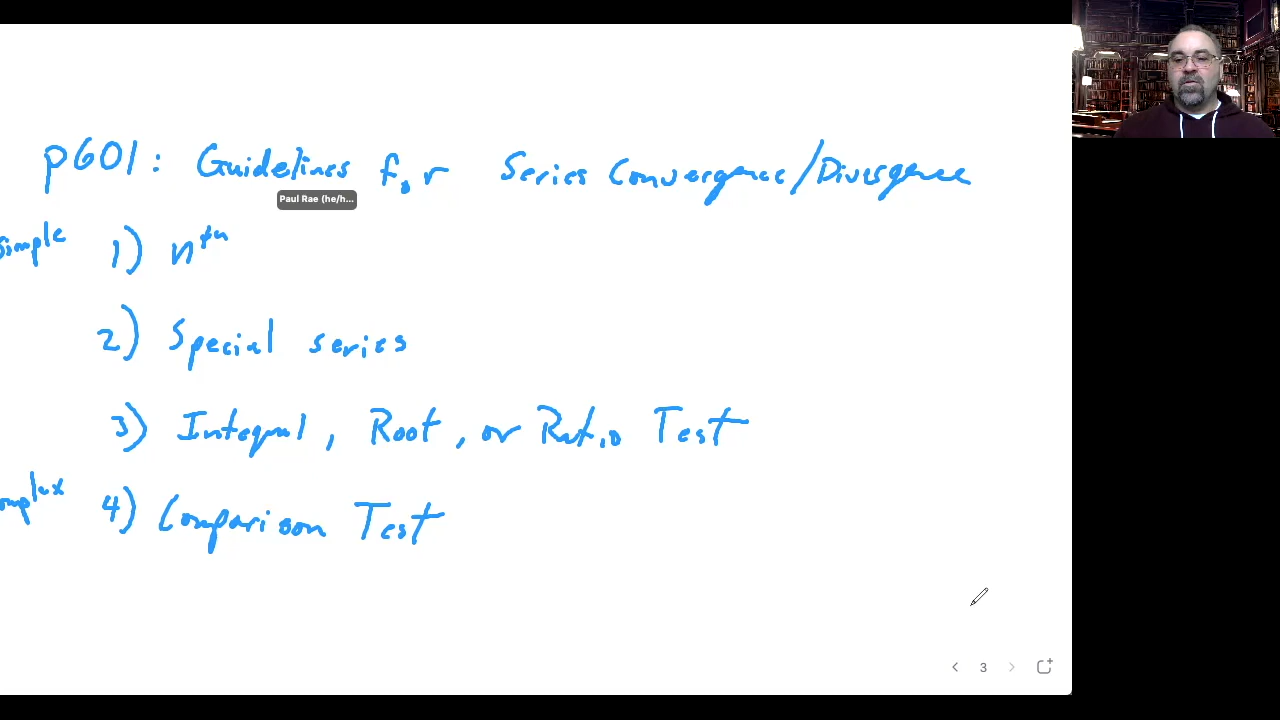 p601: Guidelines for Series Convergence/Divergence
Paul Rae (he/h...
simple 1) nth
2) Special series
3) Integral, Root, or Ratio Test
omplex 4) Comparison Test
3